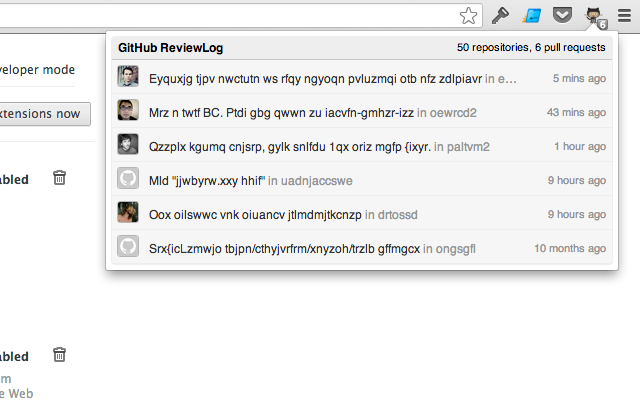 6
GitHub ReviewLog 50 repositories, 6 pull requests
veloper mode
Eyquxjg tjpv nwctutn ws rfqy ngyoqn pvluzmqi otb nfz zdlpiavr in e… 5 mins ago
xtensions now
Mrz n twtf BC. Ptdi gbg qwwn zu iacvfn-gmhzr-izz in oewrcd2 43 mins ago
Qzzplx kgumq cnjsrp, gylk snlfdu 1qx oriz mgfp {ixyr. in paltvm2 1 hour ago
abled
Mld "jjwbyrw.xxy hhif" in uadnjaccswe 9 hours ago
Oox oilswwc vnk oiuancv jtlmdmjtkcnzp in drtossd 9 hours ago
Srx{icLzmwjo tbjpn/cthyjvrfrm/xnyzoh/trzlb gffmgcx in ongsgfl 10 months ago
abled
m
e Web